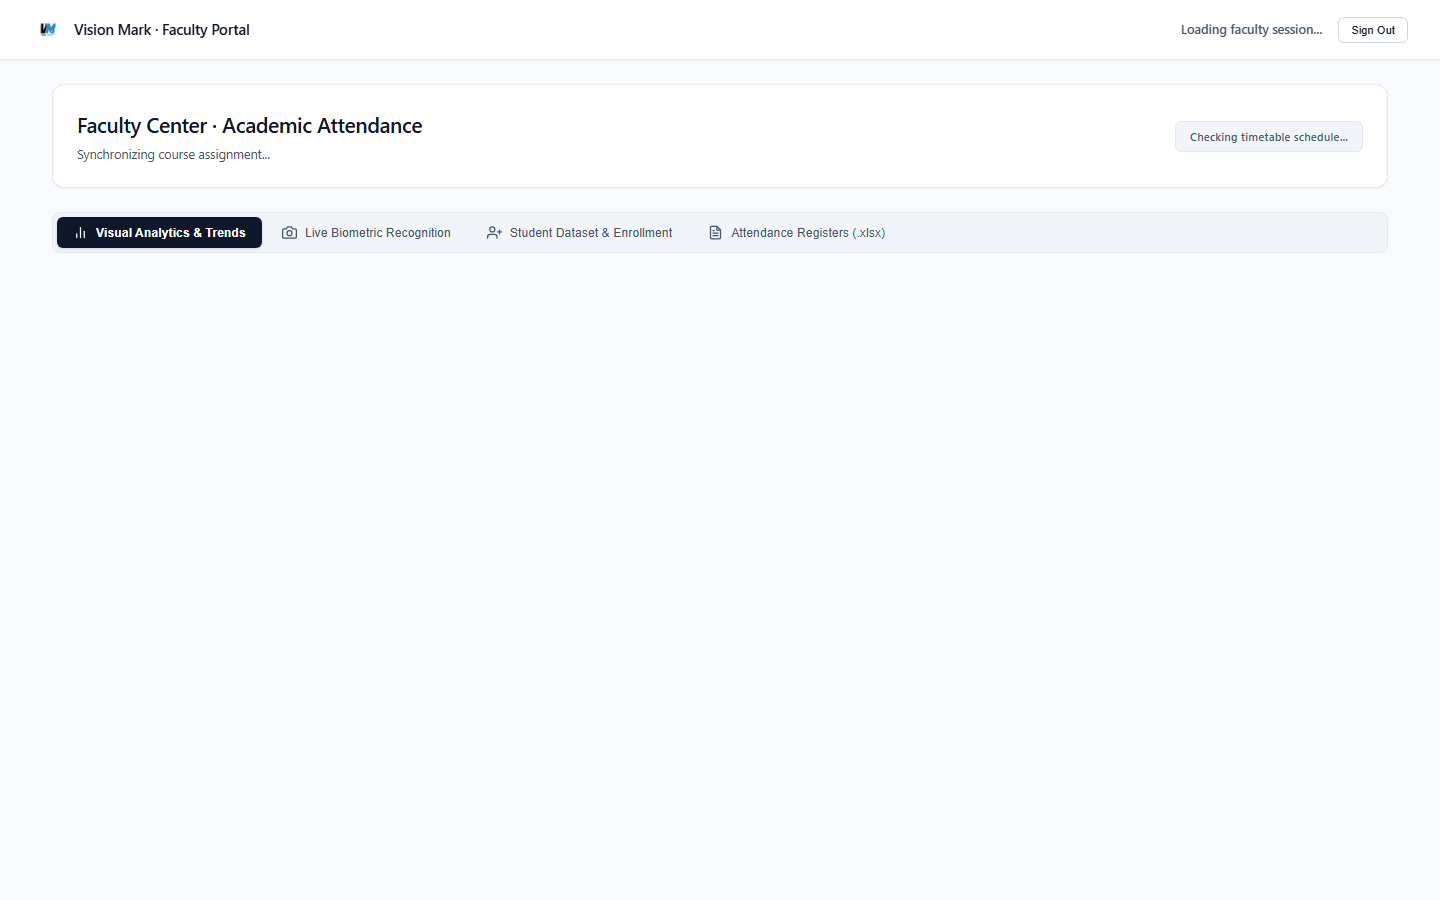 Vision Mark · Faculty Portal
Loading faculty session...
Sign Out
Faculty Center · Academic Attendance
Synchronizing course assignment...
Checking timetable schedule...
Visual Analytics & Trends
Live Biometric Recognition
Student Dataset & Enrollment
Attendance Registers (.xlsx)